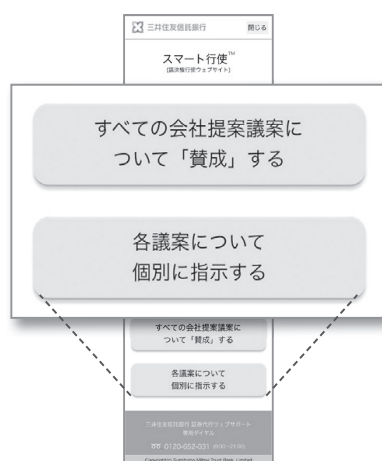 三井住友信託銀行
閉じる
スマート行使™
[議決権行使ウェブサイト]
すべての会社提案議案に
ついて「賛成」する
各議案について
個別に指示する
すべての会社提案議案に
ついて「賛成」する
各議案について
個別に指示する
三井住友信託銀行 証券代行ウェブサポート
専用ダイヤル
0120-652-031 (9:00~21:00)
Copyright(c) Sumitomo Mitsui Trust Bank, Limited